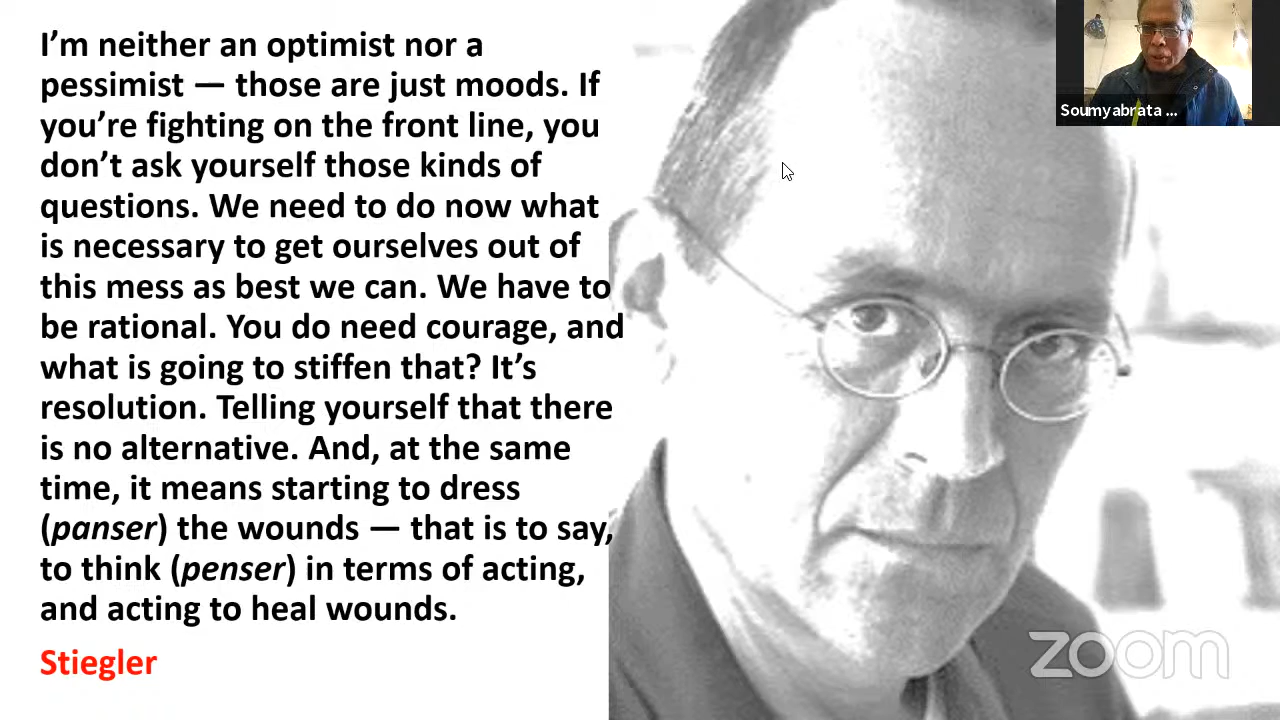 I’m neither an optimist nor a
pessimist — those are just moods. If
you’re fighting on the front line, you
don’t ask yourself those kinds of
questions. We need to do now what
is necessary to get ourselves out of
this mess as best we can. We have to
be rational. You do need courage, and
what is going to stiffen that? It’s
resolution. Telling yourself that there
is no alternative. And, at the same
time, it means starting to dress
(panser) the wounds — that is to say,
to think (penser) in terms of acting,
and acting to heal wounds.
Stiegler
Soumyabrata ...
zoom